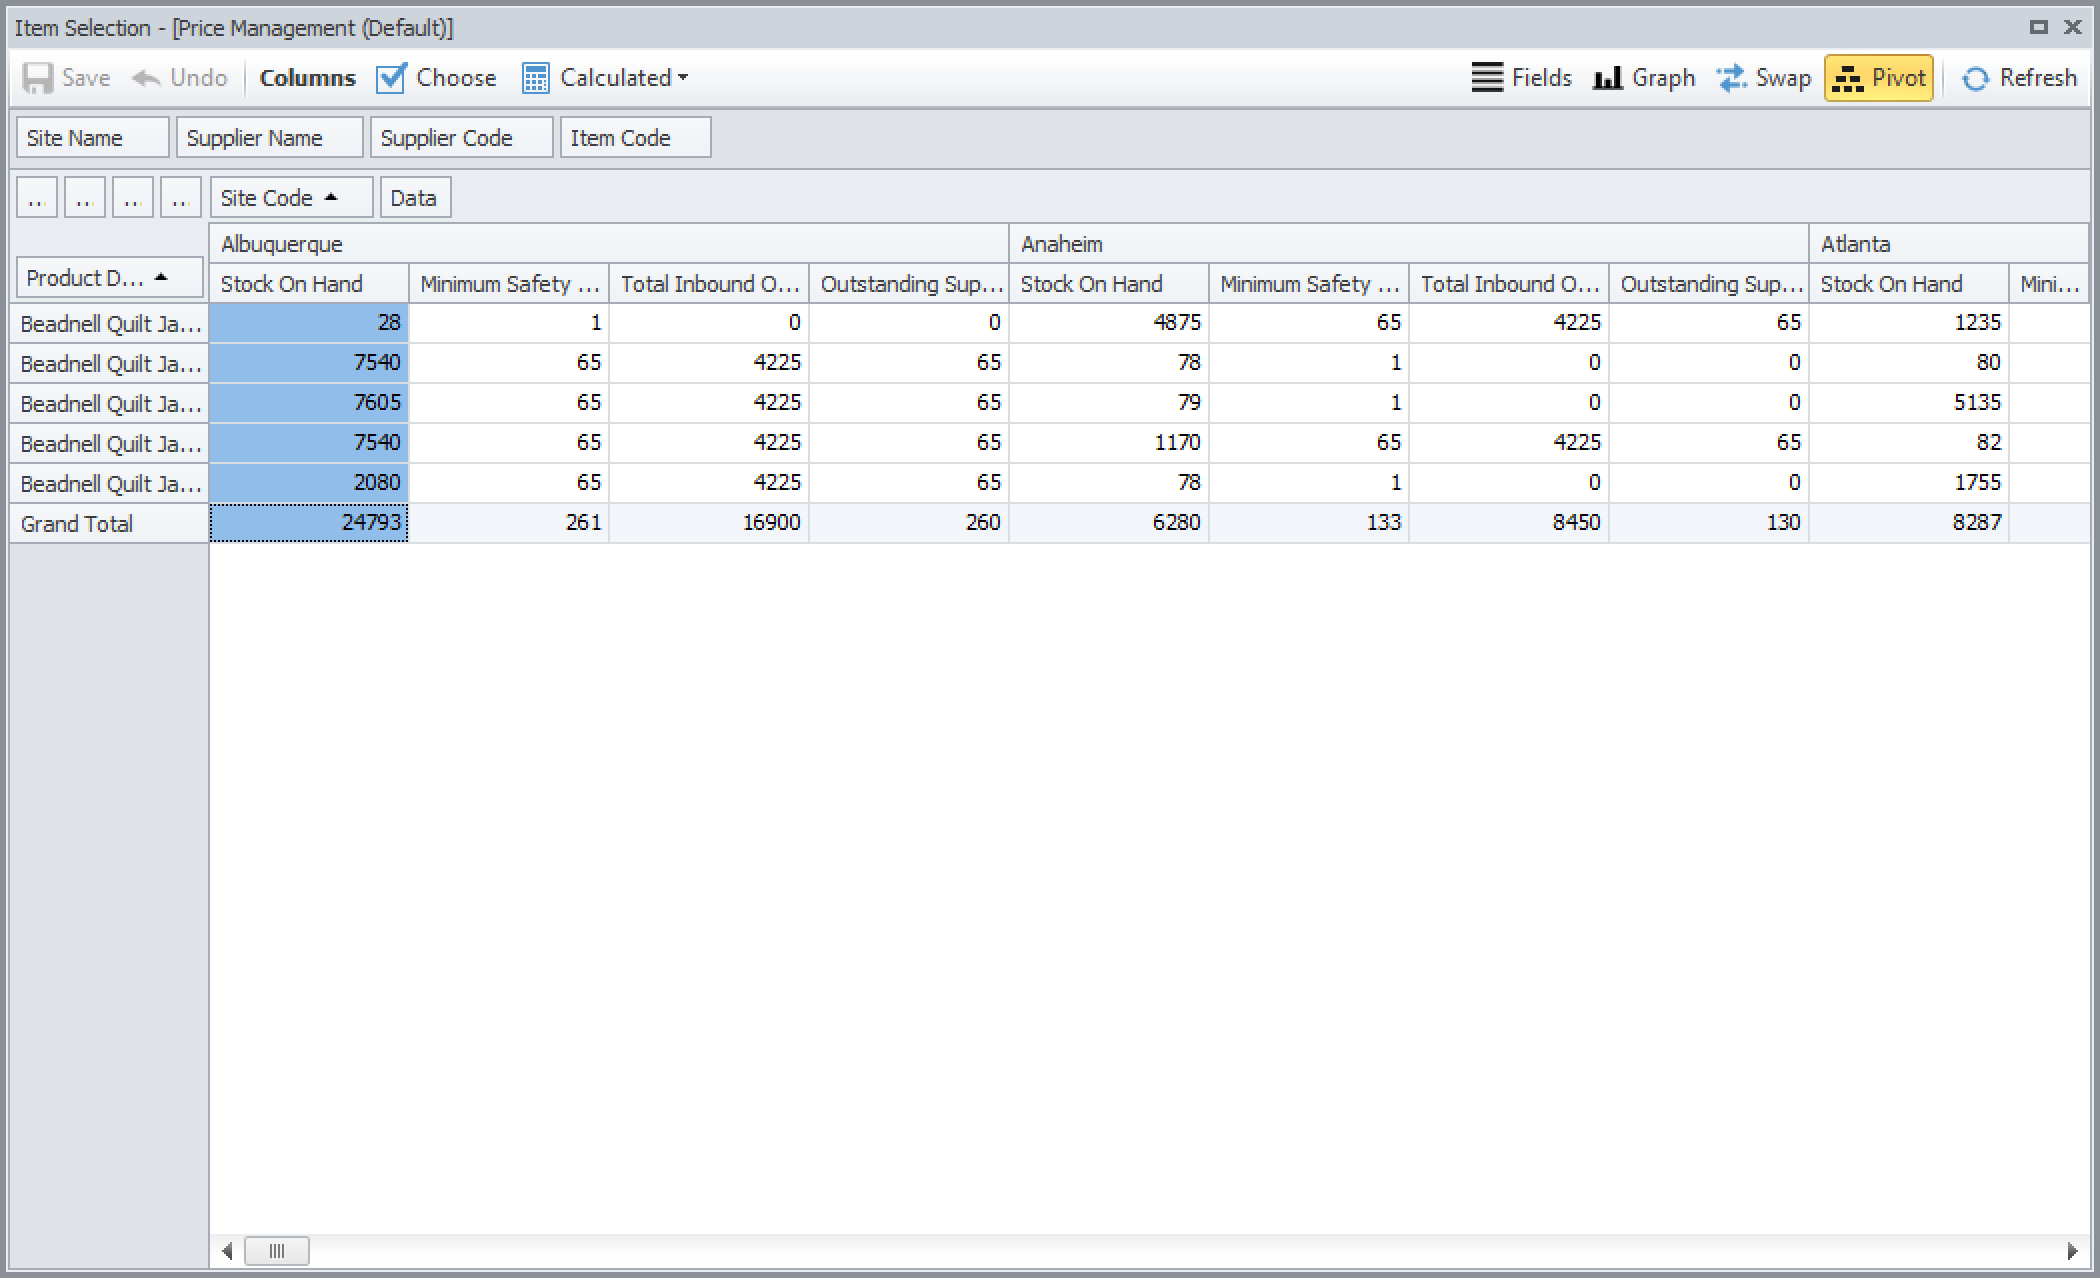 Item Selection - [Price Management (Default)]
Save Undo Columns Choose Calculated Fields Graph Swap Pivot Refresh
Site Name Supplier Name Supplier Code Item Code
... ... ... ... Site Code Data
Albuquerque Anaheim Atlanta
Product D... Stock On Hand Minimum Safety ... Total Inbound O... Outstanding Sup... Stock On Hand Minimum Safety ... Total Inbound O... Outstanding Sup... Stock On Hand Mini...
Beadnell Quilt Ja... 28 1 0 0 4875 65 4225 65 1235
Beadnell Quilt Ja... 7540 65 4225 65 78 1 0 0 80
Beadnell Quilt Ja... 7605 65 4225 65 79 1 0 0 5135
Beadnell Quilt Ja... 7540 65 4225 65 1170 65 4225 65 82
Beadnell Quilt Ja... 2080 65 4225 65 78 1 0 0 1755
Grand Total 24793 261 16900 260 6280 133 8450 130 8287